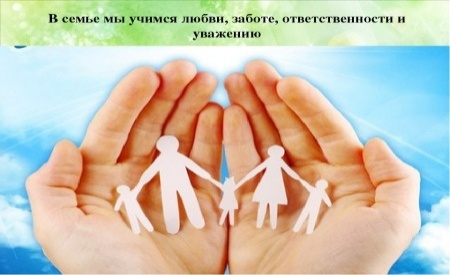 В семье мы учимся любви, заботе, ответственности и
уважению